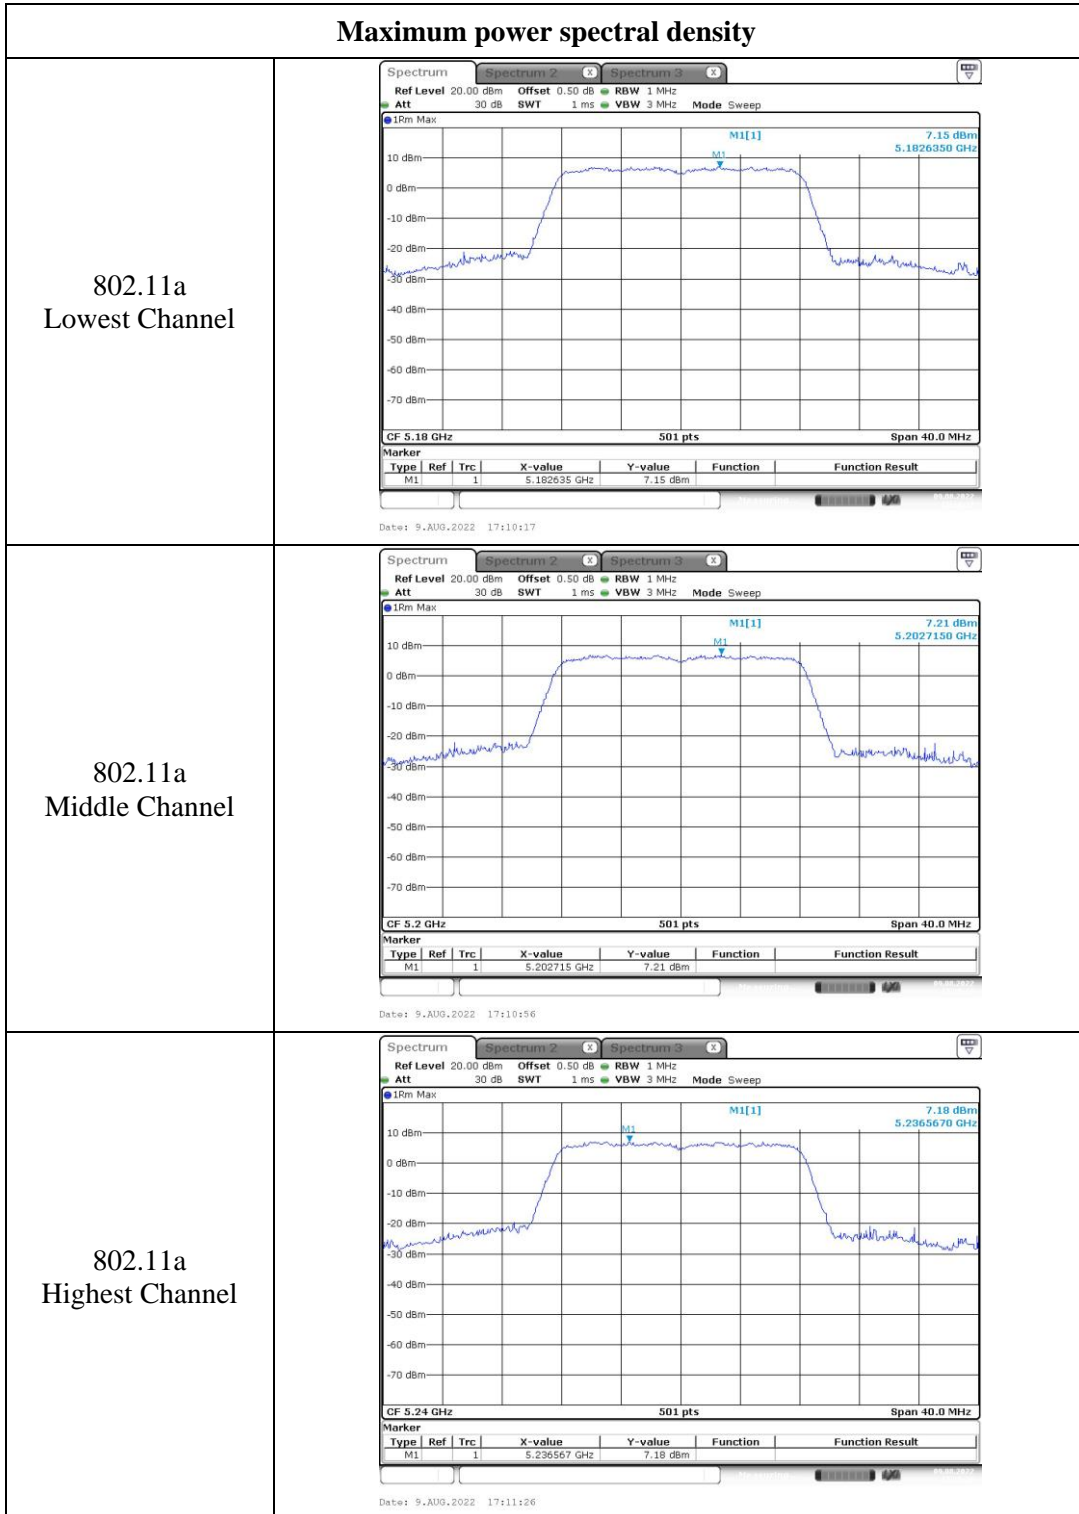 Maximum power spectral density
802.11a
Lowest Channel
Spectrum Spectrum 2 X Spectrum 3 X
Ref Level 20.00 dBm Offset 0.50 dB RBW 1 MHz
Att 30 dB SWT 1 ms VBW 3 MHz Mode Sweep
1Rm Max
M1[1] 7.15 dBm
5.1826350 GHz
M1
10 dBm
0 dBm
-10 dBm
-20 dBm
-30 dBm
-40 dBm
-50 dBm
-60 dBm
-70 dBm
CF 5.18 GHz 501 pts Span 40.0 MHz
Marker
Type Ref Trc X-value Y-value Function Function Result
M1 1 5.182635 GHz 7.15 dBm
Date: 9.AUG.2022 17:10:17
802.11a
Middle Channel
Spectrum Spectrum 2 X Spectrum 3 X
Ref Level 20.00 dBm Offset 0.50 dB RBW 1 MHz
Att 30 dB SWT 1 ms VBW 3 MHz Mode Sweep
1Rm Max
M1[1] 7.21 dBm
5.2027150 GHz
M1
10 dBm
0 dBm
-10 dBm
-20 dBm
-30 dBm
-40 dBm
-50 dBm
-60 dBm
-70 dBm
CF 5.2 GHz 501 pts Span 40.0 MHz
Marker
Type Ref Trc X-value Y-value Function Function Result
M1 1 5.202715 GHz 7.21 dBm
Date: 9.AUG.2022 17:10:56
802.11a
Highest Channel
Spectrum Spectrum 2 X Spectrum 3 X
Ref Level 20.00 dBm Offset 0.50 dB RBW 1 MHz
Att 30 dB SWT 1 ms VBW 3 MHz Mode Sweep
1Rm Max
M1[1] 7.18 dBm
5.2365670 GHz
M1
10 dBm
0 dBm
-10 dBm
-20 dBm
-30 dBm
-40 dBm
-50 dBm
-60 dBm
-70 dBm
CF 5.24 GHz 501 pts Span 40.0 MHz
Marker
Type Ref Trc X-value Y-value Function Function Result
M1 1 5.236567 GHz 7.18 dBm
Date: 9.AUG.2022 17:11:26